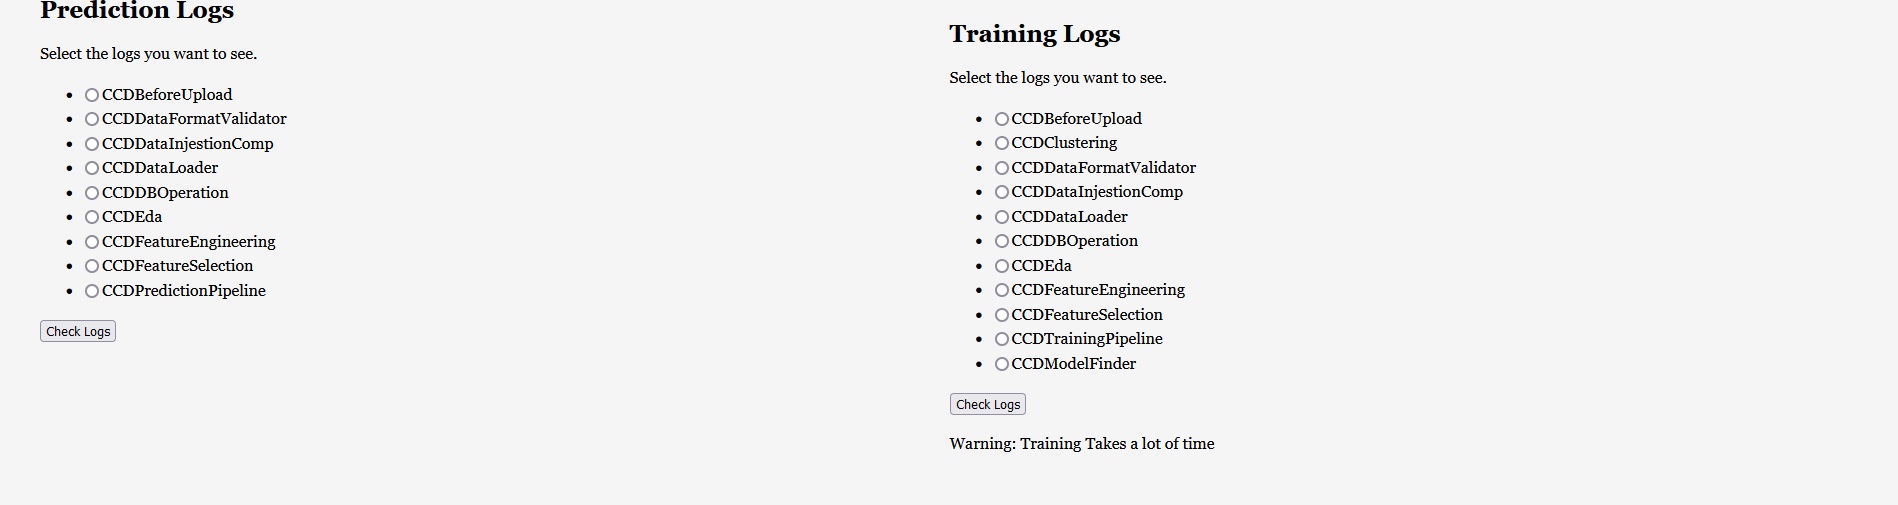 Prediction Logs
Select the logs you want to see.
CCDBeforeUpload
CCDDataFormatValidator
CCDDataInjestionComp
CCDDataLoader
CCDDBOperation
CCDEda
CCDFeatureEngineering
CCDFeatureSelection
CCDPredictionPipeline
Check Logs
Training Logs
Select the logs you want to see.
CCDBeforeUpload
CCDClustering
CCDDataFormatValidator
CCDDataInjestionComp
CCDDataLoader
CCDDBOperation
CCDEda
CCDFeatureEngineering
CCDFeatureSelection
CCDTrainingPipeline
CCDModelFinder
Check Logs
Warning: Training Takes a lot of time